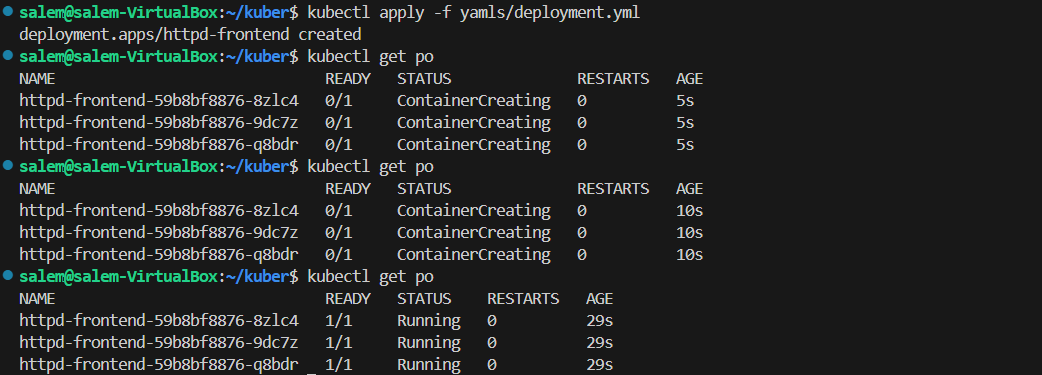 salem@salem-VirtualBox:~/kuber$ kubectl apply -f yamls/deployment.yml
deployment.apps/httpd-frontend created
salem@salem-VirtualBox:~/kuber$ kubectl get po
NAME                              READY   STATUS              RESTARTS   AGE
httpd-frontend-59b8bf8876-8zlc4   0/1     ContainerCreating   0          5s
httpd-frontend-59b8bf8876-9dc7z   0/1     ContainerCreating   0          5s
httpd-frontend-59b8bf8876-q8bdr   0/1     ContainerCreating   0          5s
salem@salem-VirtualBox:~/kuber$ kubectl get po
NAME                              READY   STATUS              RESTARTS   AGE
httpd-frontend-59b8bf8876-8zlc4   0/1     ContainerCreating   0          10s
httpd-frontend-59b8bf8876-9dc7z   0/1     ContainerCreating   0          10s
httpd-frontend-59b8bf8876-q8bdr   0/1     ContainerCreating   0          10s
salem@salem-VirtualBox:~/kuber$ kubectl get po
NAME                              READY   STATUS    RESTARTS   AGE
httpd-frontend-59b8bf8876-8zlc4   1/1     Running   0          29s
httpd-frontend-59b8bf8876-9dc7z   1/1     Running   0          29s
httpd-frontend-59b8bf8876-q8bdr   1/1     Running   0          29s